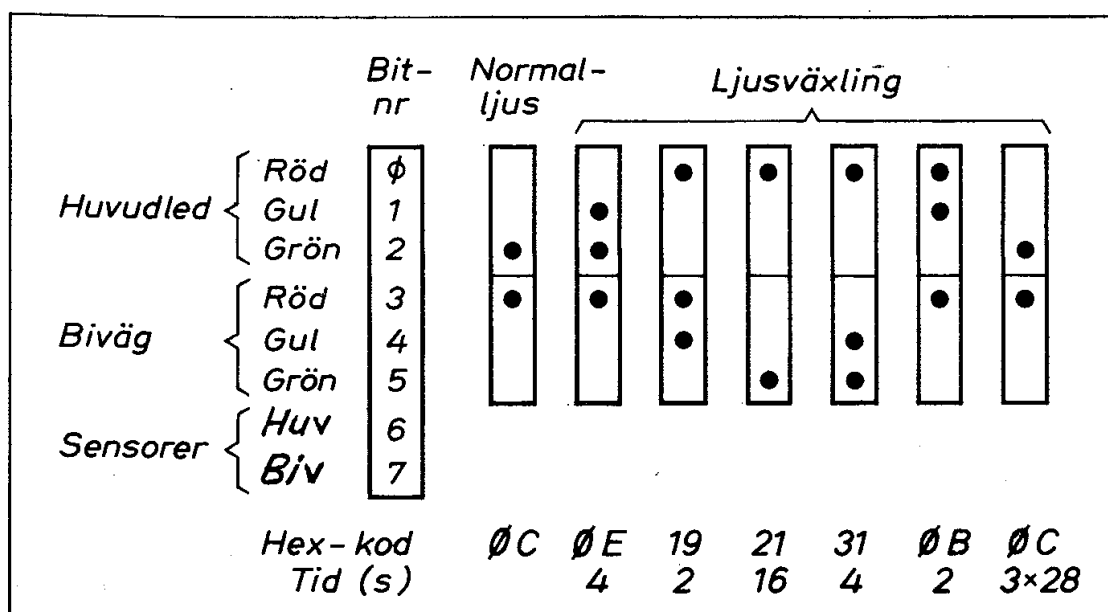 Bit-nr Normal-ljus Ljusväxling
Huvudled
Röd ø
Gul 1
Grön 2
Biväg
Röd 3
Gul 4
Grön 5
Sensorer
Huv 6
Biv 7
Hex-kod ØC ØE 19 21 31 ØB ØC
Tid (s) 4 2 16 4 2 3×28